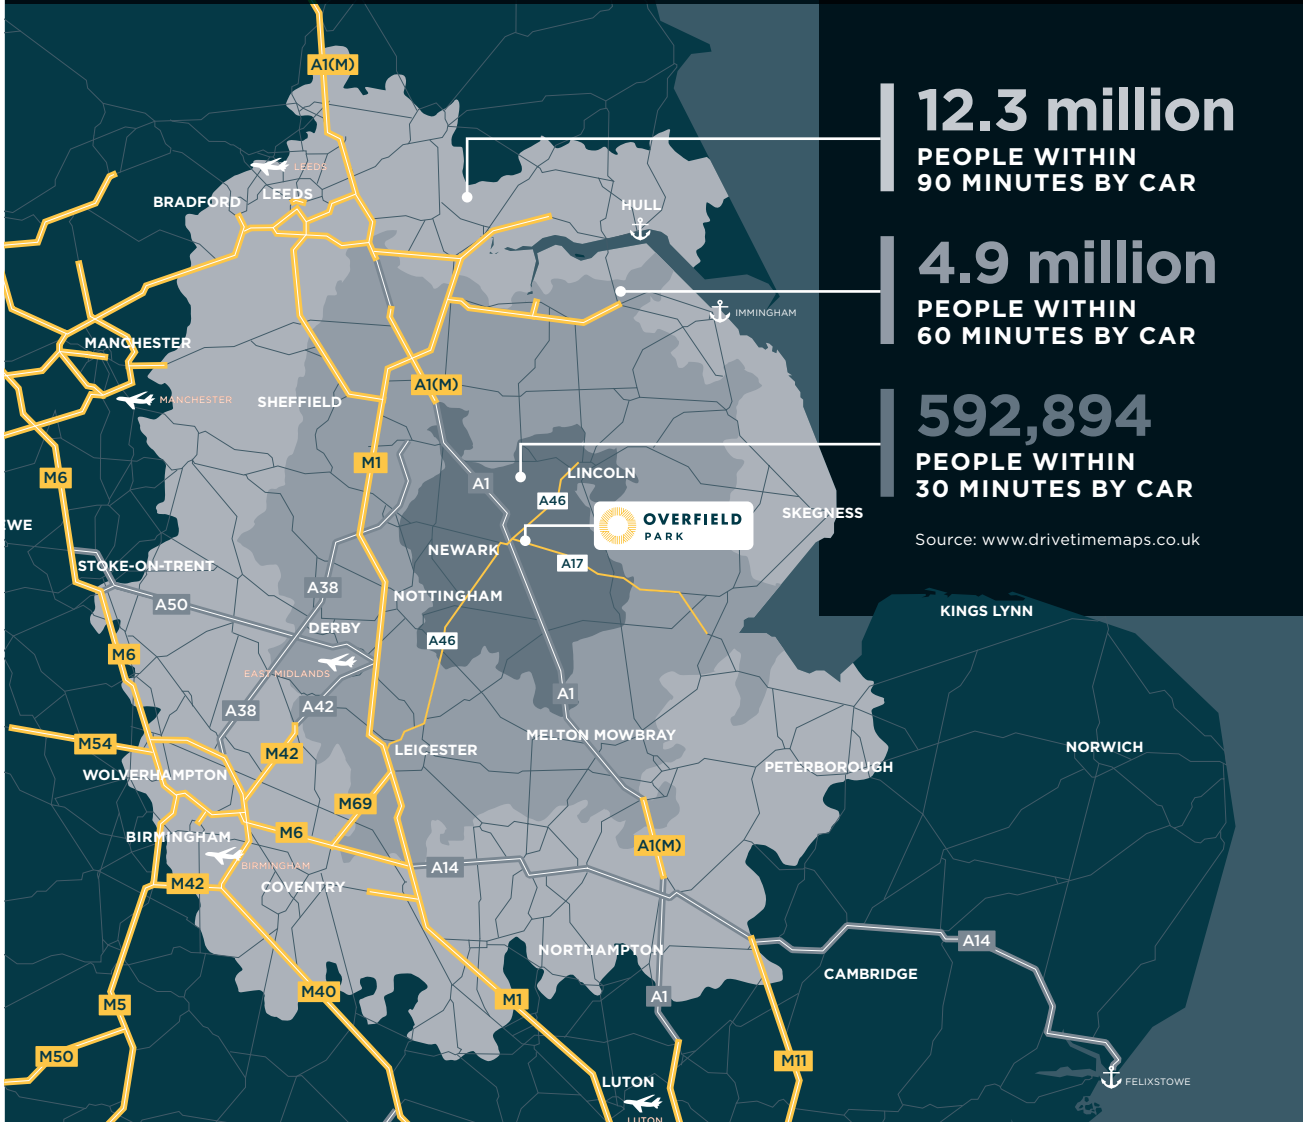 A1(M)
12.3 million
PEOPLE WITHIN
90 MINUTES BY CAR
LEEDS
LEEDS
BRADFORD
HULL
4.9 million
PEOPLE WITHIN
60 MINUTES BY CAR
IMMINGHAM
MANCHESTER
A1(M)
MANCHESTER
SHEFFIELD
592,894
PEOPLE WITHIN
30 MINUTES BY CAR
M1
M6
A1
LINCOLN
A46
SKEGNESS
OVERFIELD
PARK
EWE
Source: www.drivetimemaps.co.uk
NEWARK
A17
STOKE-ON-TRENT
A38
NOTTINGHAM
A50
KINGS LYNN
DERBY
A46
M6
EAST MIDLANDS
A1
A38
A42
MELTON MOWBRAY
M54
M42
LEICESTER
NORWICH
WOLVERHAMPTON
PETERBOROUGH
M69
M6
BIRMINGHAM
A1(M)
BIRMINGHAM
A14
M42
COVENTRY
NORTHAMPTON
A14
CAMBRIDGE
M40
M1
A1
M5
M50
M11
LUTON
FELIXSTOWE
LUTON